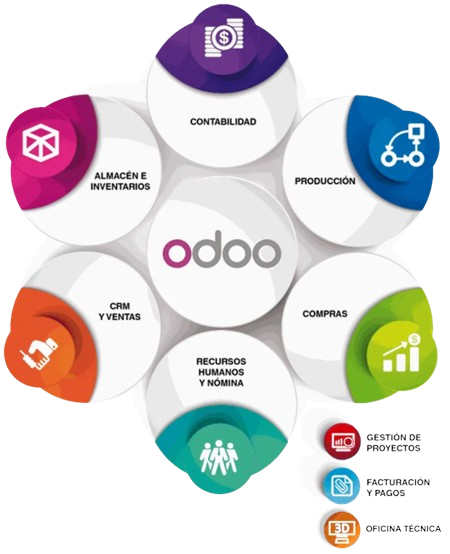 CONTABILIDAD
ALMACÉN E
INVENTARIOS
PRODUCCIÓN
odoo
CRM
Y VENTAS
COMPRAS
RECURSOS
HUMANOS
Y NÓMINA
$
GESTIÓN DE
PROYECTOS
FACTURACIÓN
Y PAGOS
3D
OFICINA TÉCNICA